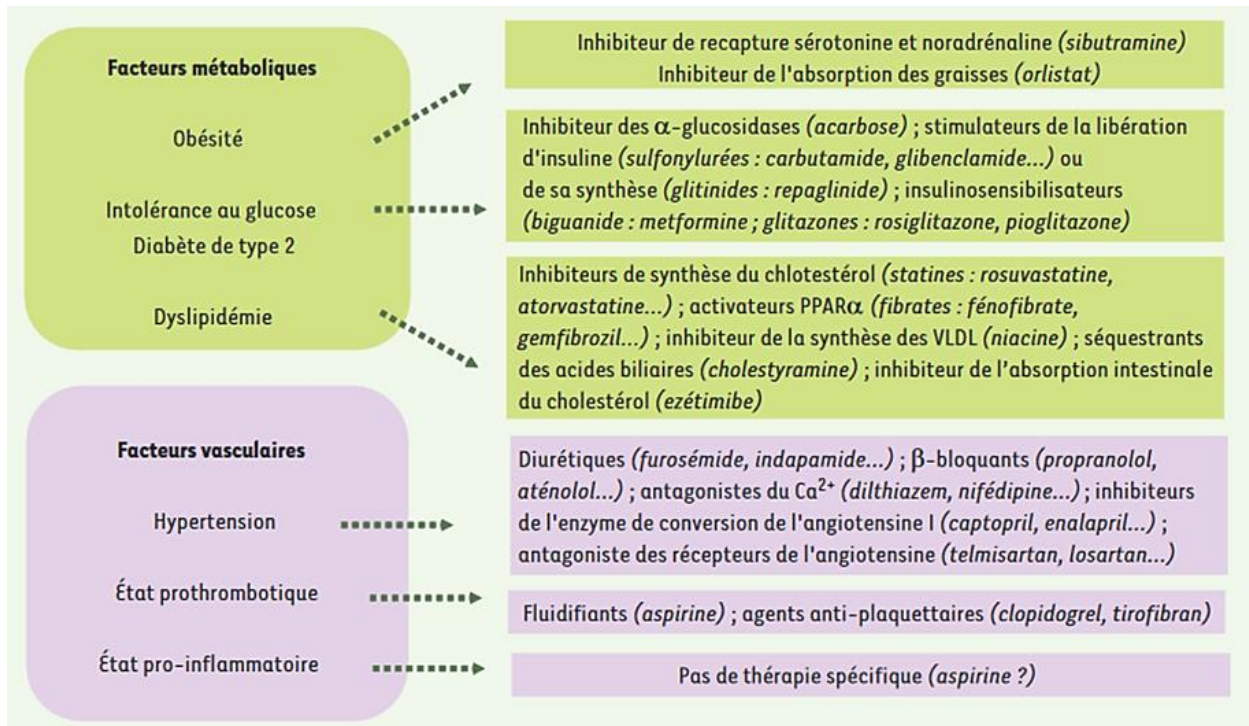 Facteurs métaboliques
Obésité
Intolérance au glucose
Diabète de type 2
Dyslipidémie
Inhibiteur de recapture sérotonine et noradrénaline (sibutramine)
Inhibiteur de l'absorption des graisses (orlistat)
Inhibiteur des α-glucosidases (acarbose) ; stimulateurs de la libération
d'insuline (sulfonylurées : carbutamide, glibenclamide...) ou
de sa synthèse (glitinides : repaglinide) ; insulinosensibilisateurs
(biguanide : metformine ; glitazones : rosiglitazone, pioglitazone)
Inhibiteurs de synthèse du chlotestérol (statines : rosuvastatine,
atorvastatine...) ; activateurs PPARα (fibrates : fénofibrate,
gemfibrozil...) ; inhibiteur de la synthèse des VLDL (niacine) ; séquestrants
des acides biliaires (cholestyramine) ; inhibiteur de l'absorption intestinale
du cholestérol (ezétimibe)
Facteurs vasculaires
Hypertension
État prothrombotique
État pro-inflammatoire
Diurétiques (furosémide, indapamide...) ; β-bloquants (propranolol,
aténolol...) ; antagonistes du Ca²⁺ (dilthiazem, nifédipine...) ; inhibiteurs
de l'enzyme de conversion de l'angiotensine I (captopril, enalapril...) ;
antagoniste des récepteurs de l'angiotensine (telmisartan, losartan...)
Fluidifiants (aspirine) ; agents anti-plaquettaires (clopidogrel, tirofibran)
Pas de thérapie spécifique (aspirine ?)